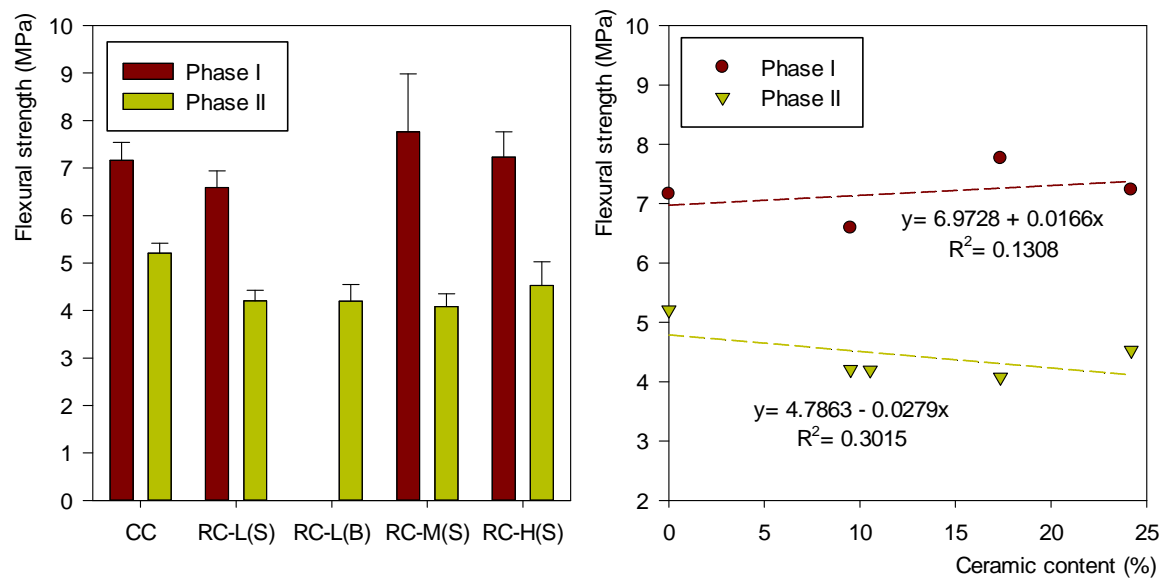 Flexural strength (MPa)
10
9
8
7
6
5
4
3
2
1
0
Phase I
Phase II
CC
RC-L(S)
RC-L(B)
RC-M(S)
RC-H(S)
Flexural strength (MPa)
10
9
8
7
6
5
4
3
2
Phase I
Phase II
y= 6.9728 + 0.0166x
R²= 0.1308
y= 4.7863 - 0.0279x
R²= 0.3015
0
5
10
15
20
25
Ceramic content (%)